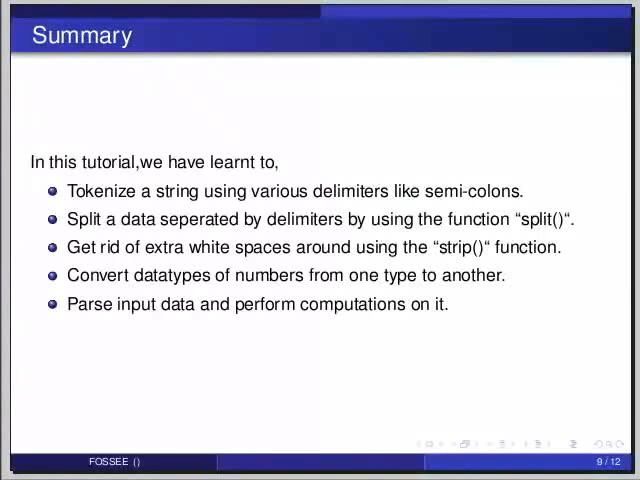 Summary
In this tutorial,we have learnt to,
Tokenize a string using various delimiters like semi-colons.
Split a data seperated by delimiters by using the function “split()“.
Get rid of extra white spaces around using the “strip()“ function.
Convert datatypes of numbers from one type to another.
Parse input data and perform computations on it.
FOSSEE ()
9 / 12